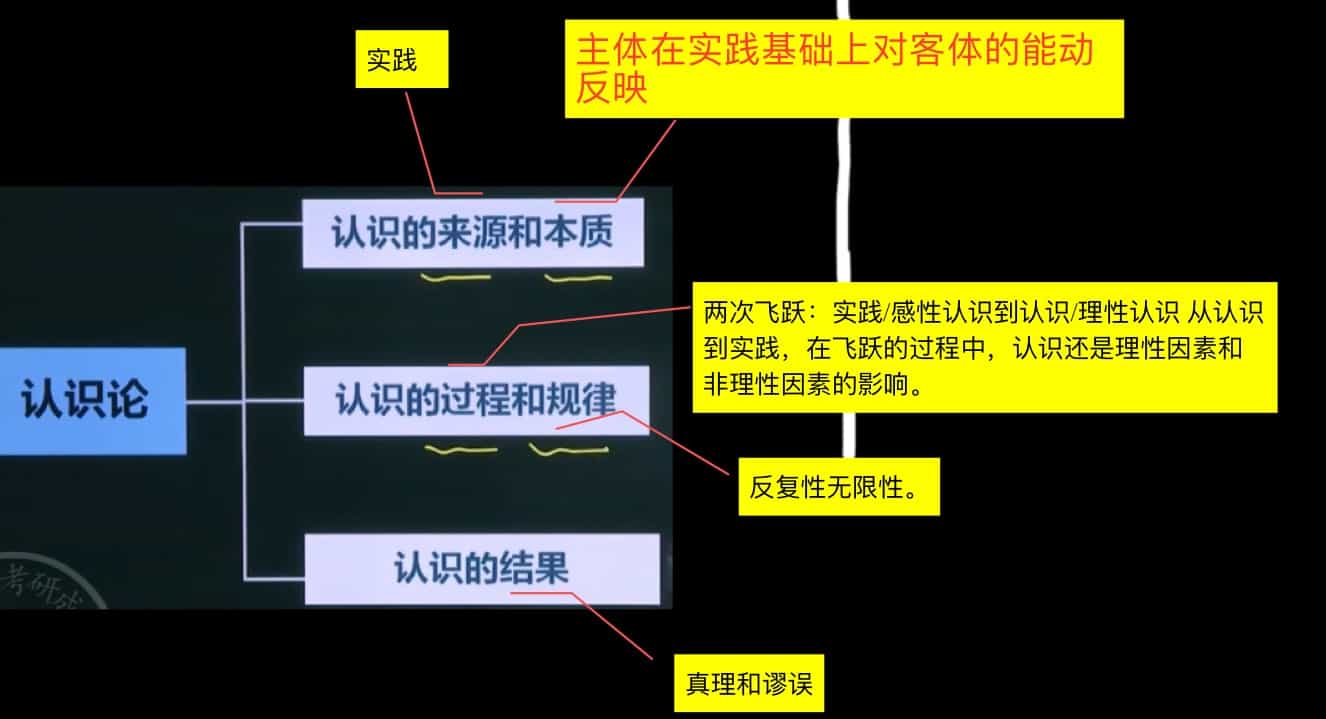 实践
主体在实践基础上对客体的能动
反映
认识的来源和本质
两次飞跃：实践/感性认识到认识/理性认识 从认识
到实践，在飞跃的过程中，认识还是理性因素和
非理性因素的影响。
认识论
认识的过程和规律
反复性无限性。
认识的结果
考研成
真理和谬误